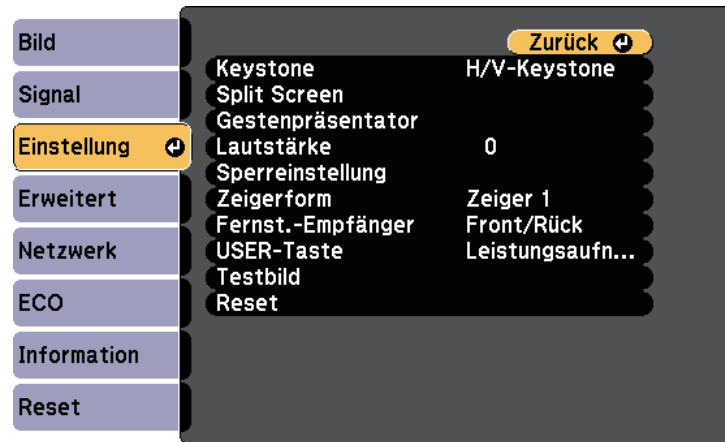 Bild
Signal
Einstellung
Erweitert
Netzwerk
ECO
Information
Reset
Zurück
Keystone H/V-Keystone
Split Screen
Gestenpräsentator
Lautstärke 0
Sperreinstellung
Zeigerform Zeiger 1
Fernst.-Empfänger Front/Rück
USER-Taste Leistungsaufn...
Testbild
Reset